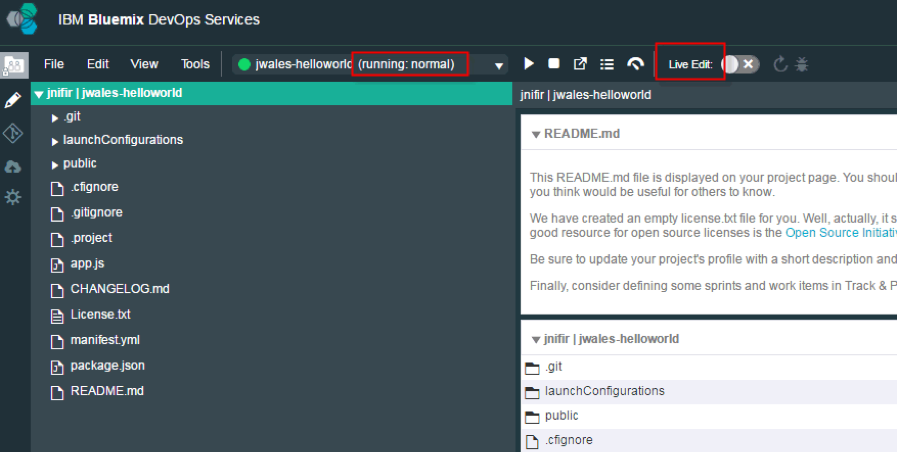 IBM Bluemix DevOps Services
File Edit View Tools jwales-helloworld (running: normal) Live Edit:
jnifir | jwales-helloworld
.git
launchConfigurations
public
.cfignore
.gitignore
.project
app.js
CHANGELOG.md
License.txt
manifest.yml
package.json
README.md
jnifir | jwales-helloworld
README.md
This README.md file is displayed on your project page. You shoul
you think would be useful for others to know.
We have created an empty license.txt file for you. Well, actually, it s
good resource for open source licenses is the Open Source Initiativ
Be sure to update your project's profile with a short description and
Finally, consider defining some sprints and work items in Track & P
jnifir | jwales-helloworld
.git
launchConfigurations
public
.cfignore